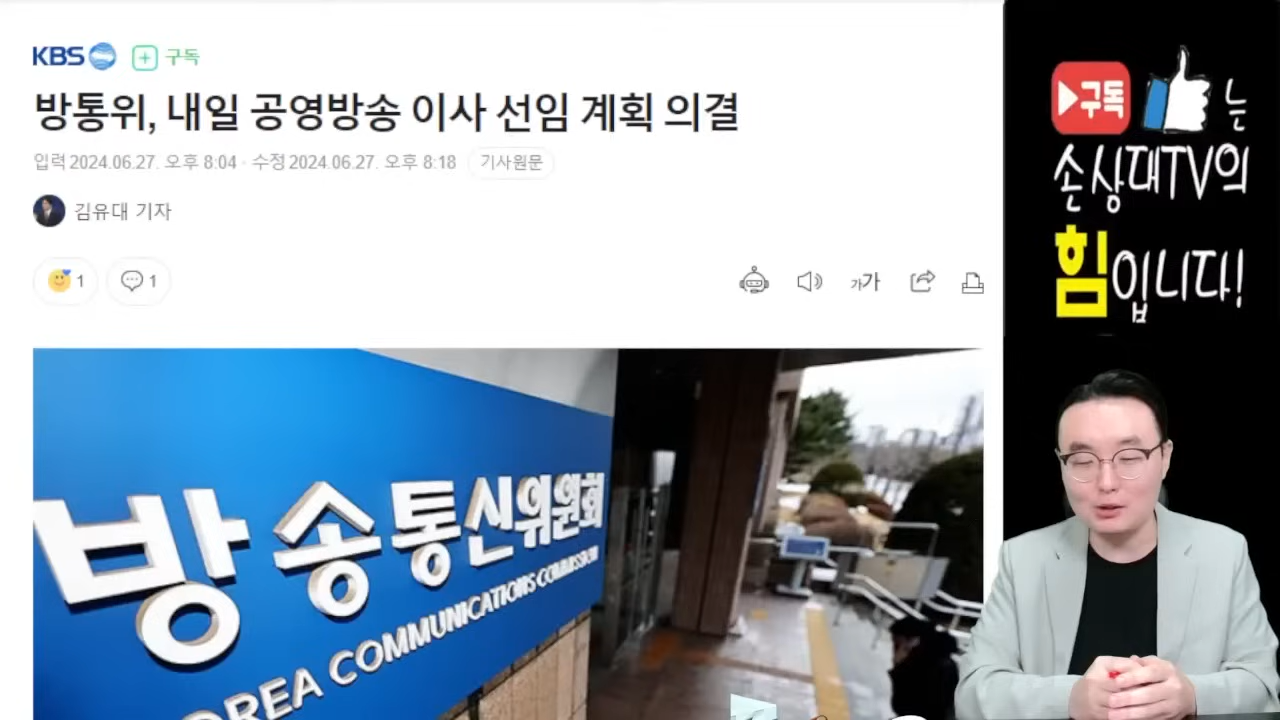 KBS 구독
방통위, 내일 공영방송 이사 선임 계획 의결
입력 2024.06.27. 오후 8:04 · 수정 2024.06.27. 오후 8:18 기사원문
김유대 기자
1 1
가가
방송통신위원회
KOREA COMMUNICATIONS COMMISSION
구독 는
손상대TV의
힘입니다!